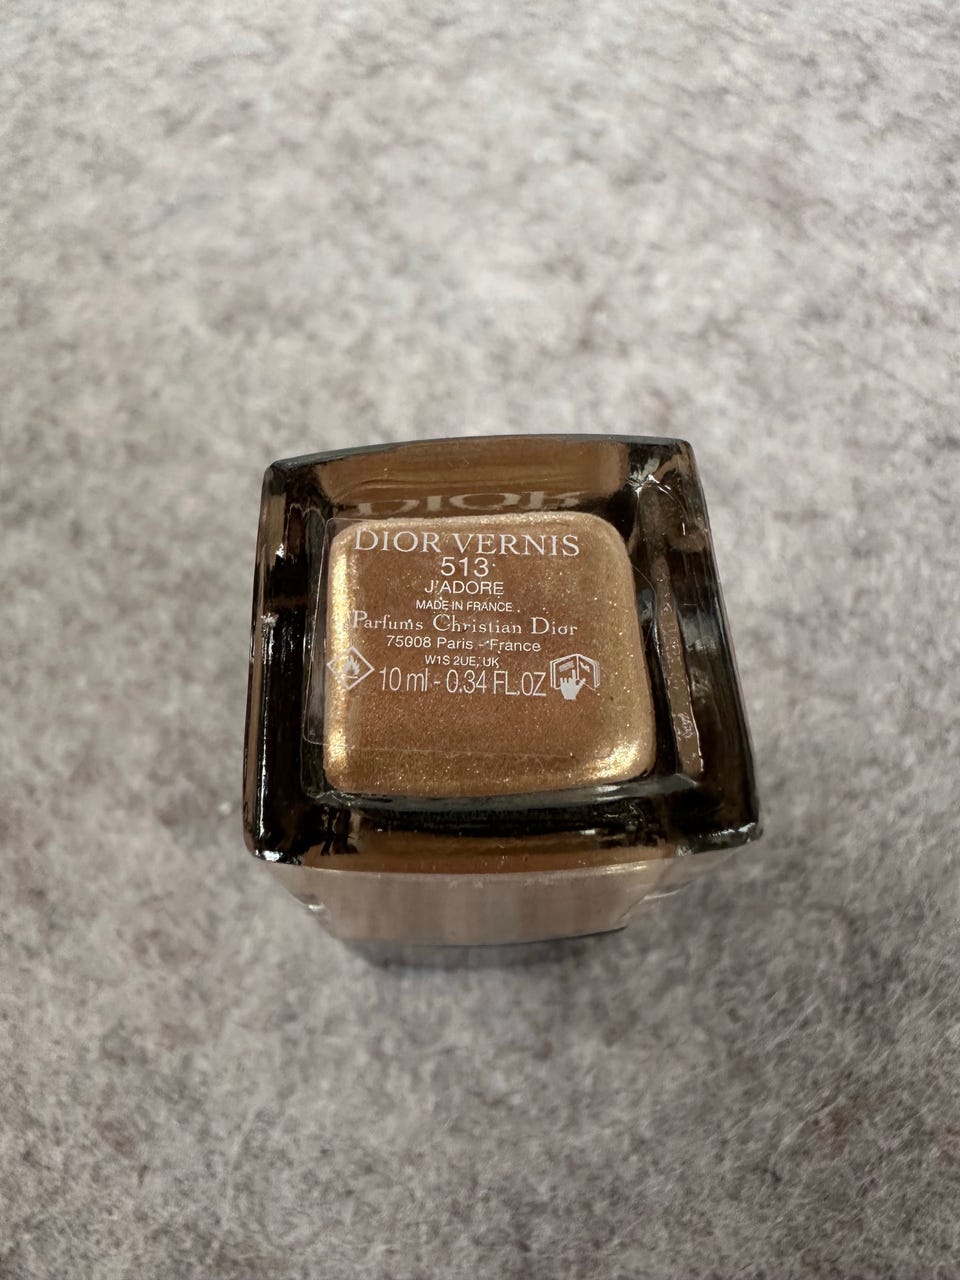 DIOR
DIOR VERNIS
513
J'ADORE
MADE IN FRANCE
Parfums Christian Dior
75008 Paris - France
W1S 2UE, UK
10 ml - 0.34 FL.OZ